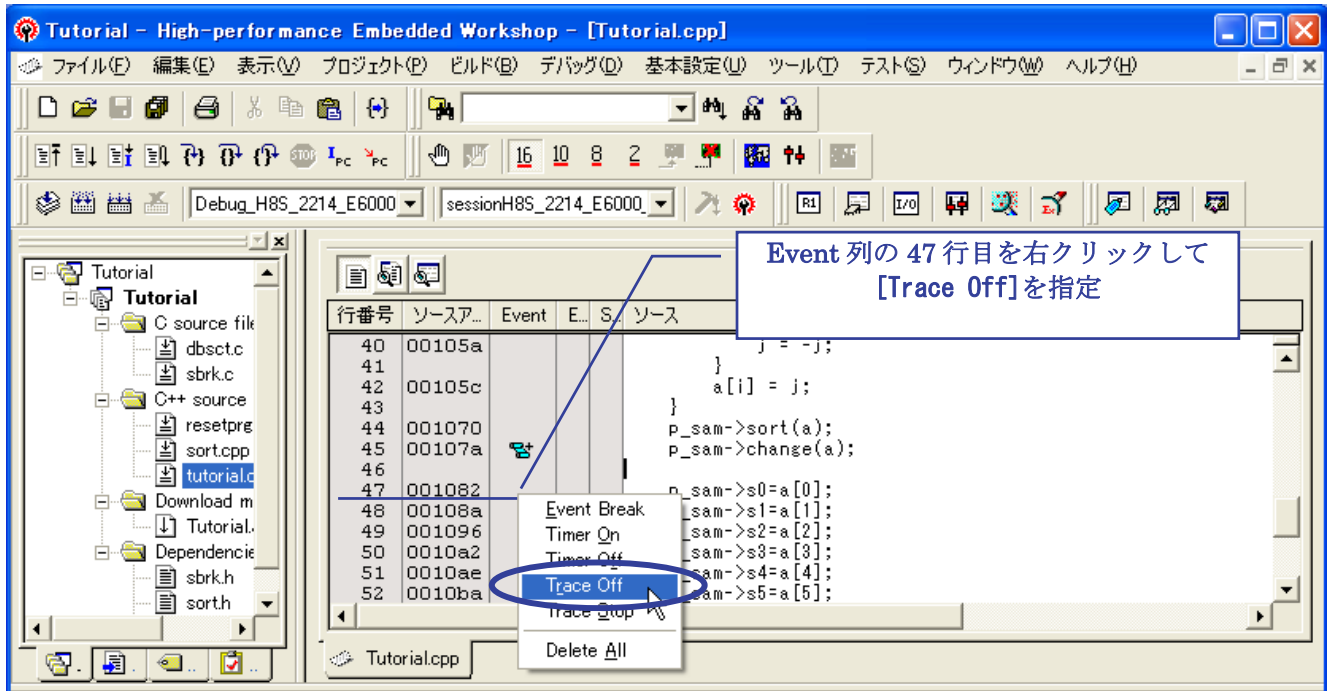 Tutorial - High-performance Embedded Workshop - [Tutorial.cpp]
ファイル(F) 編集(E) 表示(V) プロジェクト(P) ビルド(B) デバッグ(D) 基本設定(U) ツール(T) テスト(S) ウィンドウ(W) ヘルプ(H)
STOP IPC PC 16 10 8 2
Debug_H8S_2214_E6000 sessionH8S_2214_E6000_ R1 I/O Ex
Event 列の 47 行目を右クリックして
[Trace Off]を指定
Tutorial
Tutorial
C source file
dbsct.c
sbrk.c
C++ source
resetprg
sort.cpp
tutorial.c
Download m
Tutorial.
Dependencie
sbrk.h
sort.h
行番号 ソースア... Event E... S... ソース
40 00105a j = -j;
41 }
42 00105c a[i] = j;
43 }
44 001070 p_sam->sort(a);
45 00107a p_sam->change(a);
46
47 001082 p_sam->s0=a[0];
48 00108a _sam->s1=a[1];
49 001096 _sam->s2=a[2];
50 0010a2 _sam->s3=a[3];
51 0010ae _sam->s4=a[4];
52 0010ba _sam->s5=a[5];
Event Break
Timer On
Timer Off
Trace Off
Trace Stop
Delete All
Tutorial.cpp